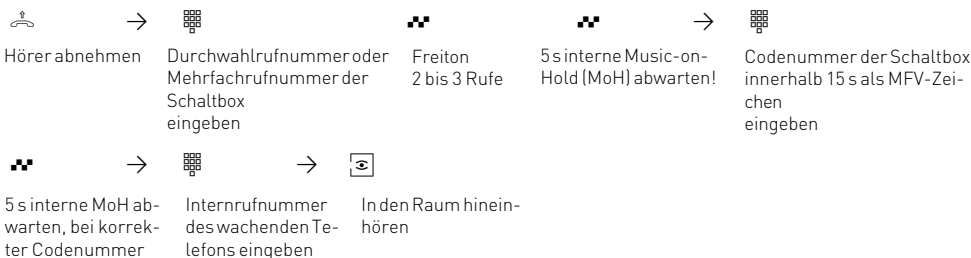 Hörer abnehmen
Durchwahlrufnummer oder
Mehrfachrufnummer der
Schaltbox
eingeben
Freiton
2 bis 3 Rufe
5 s interne Music-on-
Hold (MoH) abwarten!
Codenummer der Schaltbox
innerhalb 15 s als MFV-Zei-
chen
eingeben
5 s interne MoH ab-
warten, bei korrek-
ter Codenummer
Internrufnummer
des wachenden Te-
lefons eingeben
In den Raum hinein-
hören